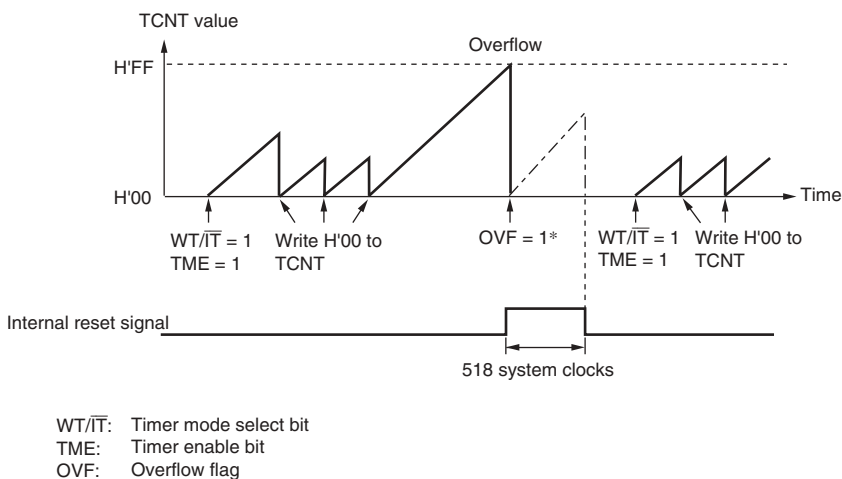 TCNT value
Overflow
H'FF
H'00
Time
WT/IT = 1
TME = 1
Write H'00 to
TCNT
OVF = 1*
WT/IT = 1
TME = 1
Write H'00 to
TCNT
Internal reset signal
518 system clocks
WT/IT: Timer mode select bit
TME: Timer enable bit
OVF: Overflow flag